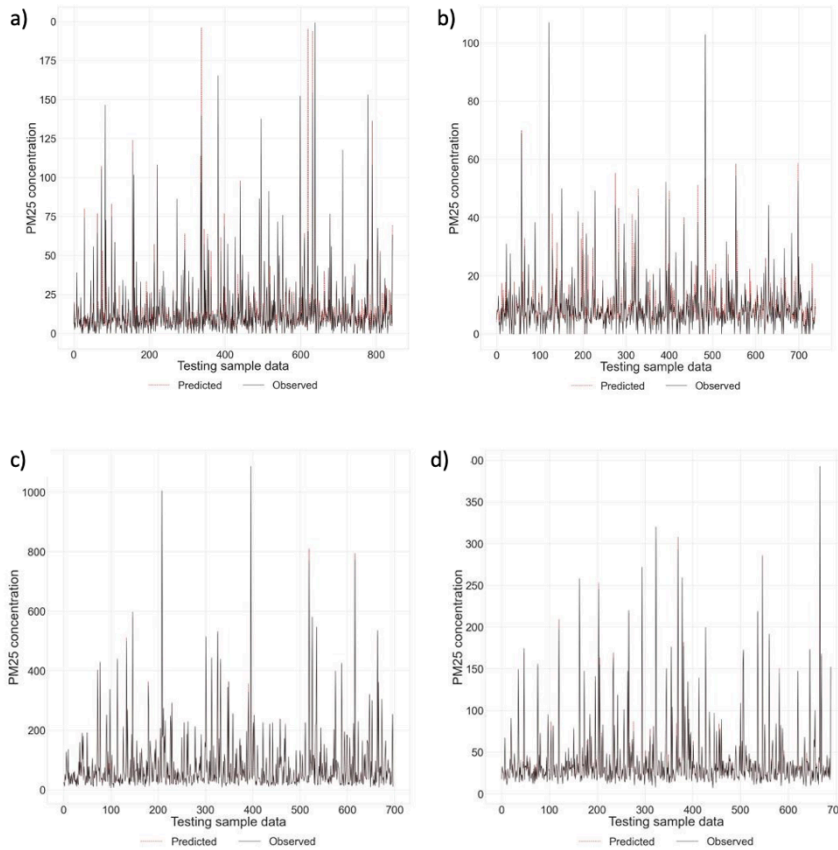 a)
0
175
150
125
100
75
50
25
0
PM25 concentration
0 200 400 600 800
Testing sample data
Predicted Observed
b)
100
80
60
40
20
0
PM25 concentration
0 100 200 300 400 500 600 700
Testing sample data
Predicted Observed
c)
1000
800
600
400
200
0
PM25 concentration
0 100 200 300 400 500 600 700
Testing sample data
Predicted Observed
d)
00
350
300
250
200
150
100
50
00
PM25 concentration
0 100 200 300 400 500 600 70
Testing sample data
Predicted Observed